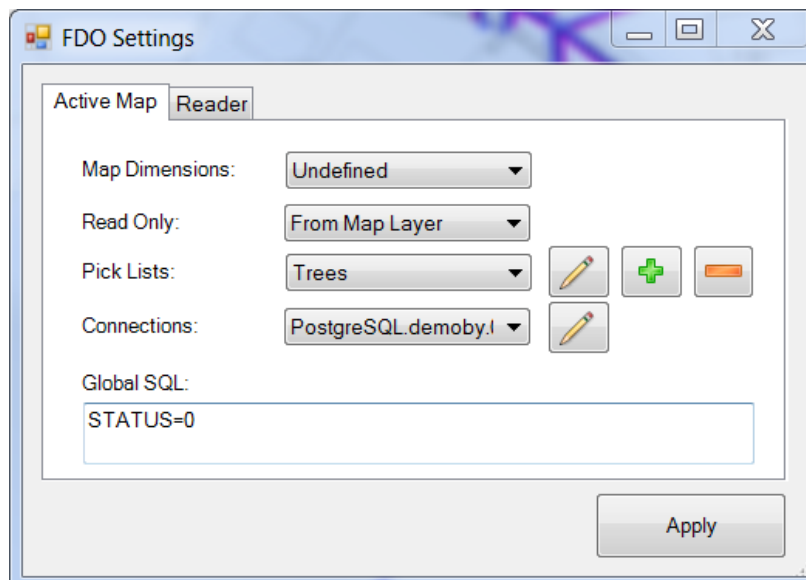 FDO Settings
Active Map Reader
Map Dimensions: Undefined
Read Only: From Map Layer
Pick Lists: Trees
Connections: PostgreSQL.demoby.
Global SQL:
STATUS=0
Apply